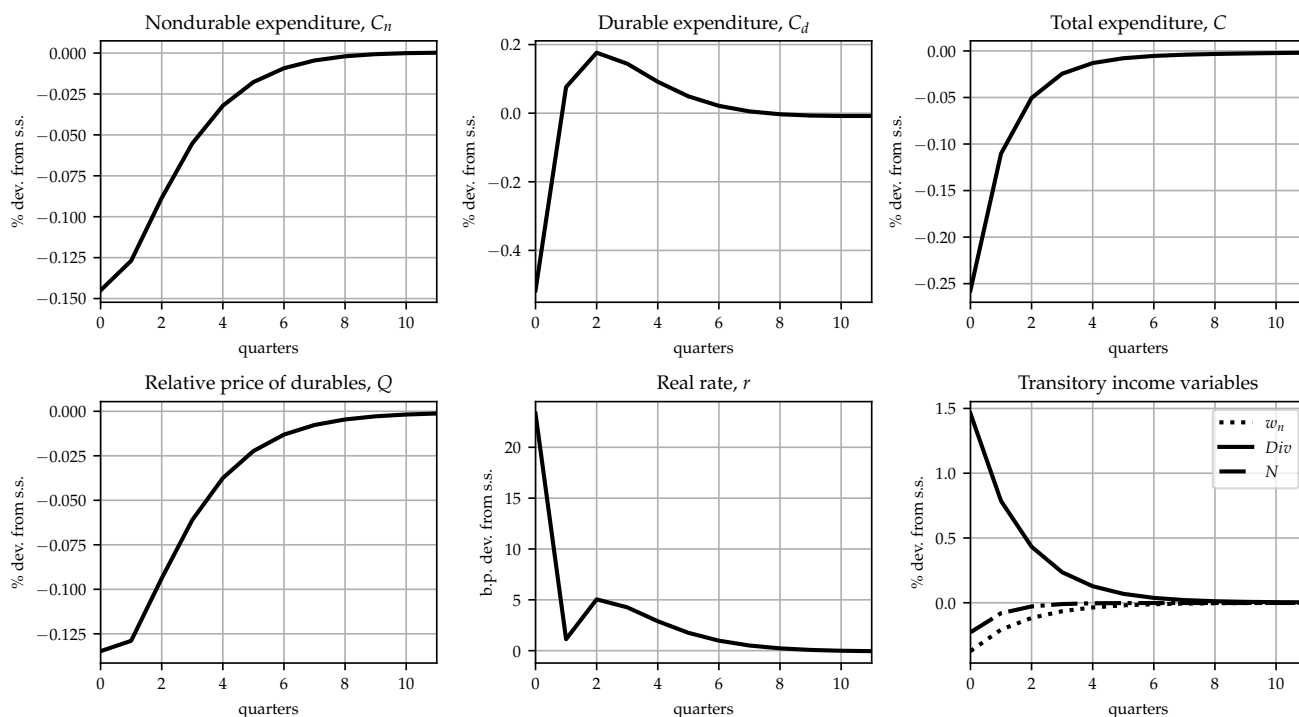 Nondurable expenditure, Cₙ
% dev. from s.s.
0.000
−0.025
−0.050
−0.075
−0.100
−0.125
−0.150
0 2 4 6 8 10
quarters
Durable expenditure, C_d
% dev. from s.s.
0.2
0.0
−0.2
−0.4
0 2 4 6 8 10
quarters
Total expenditure, C
% dev. from s.s.
0.00
−0.05
−0.10
−0.15
−0.20
−0.25
0 2 4 6 8 10
quarters
Relative price of durables, Q
% dev. from s.s.
0.000
−0.025
−0.050
−0.075
−0.100
−0.125
0 2 4 6 8 10
quarters
Real rate, r
b.p. dev. from s.s.
20
15
10
5
0
0 2 4 6 8 10
quarters
Transitory income variables
% dev. from s.s.
1.5
1.0
0.5
0.0
wₙ
Div
N
0 2 4 6 8 10
quarters